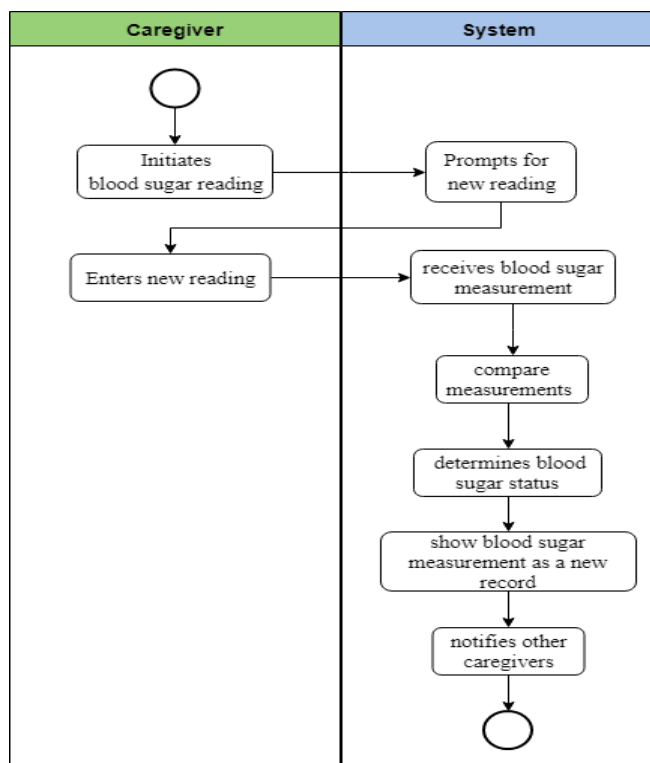 Caregiver
System
Initiates
blood sugar reading
Prompts for
new reading
Enters new reading
receives blood sugar
measurement
compare
measurements
determines blood
sugar status
show blood sugar
measurement as a new
record
notifies other
caregivers